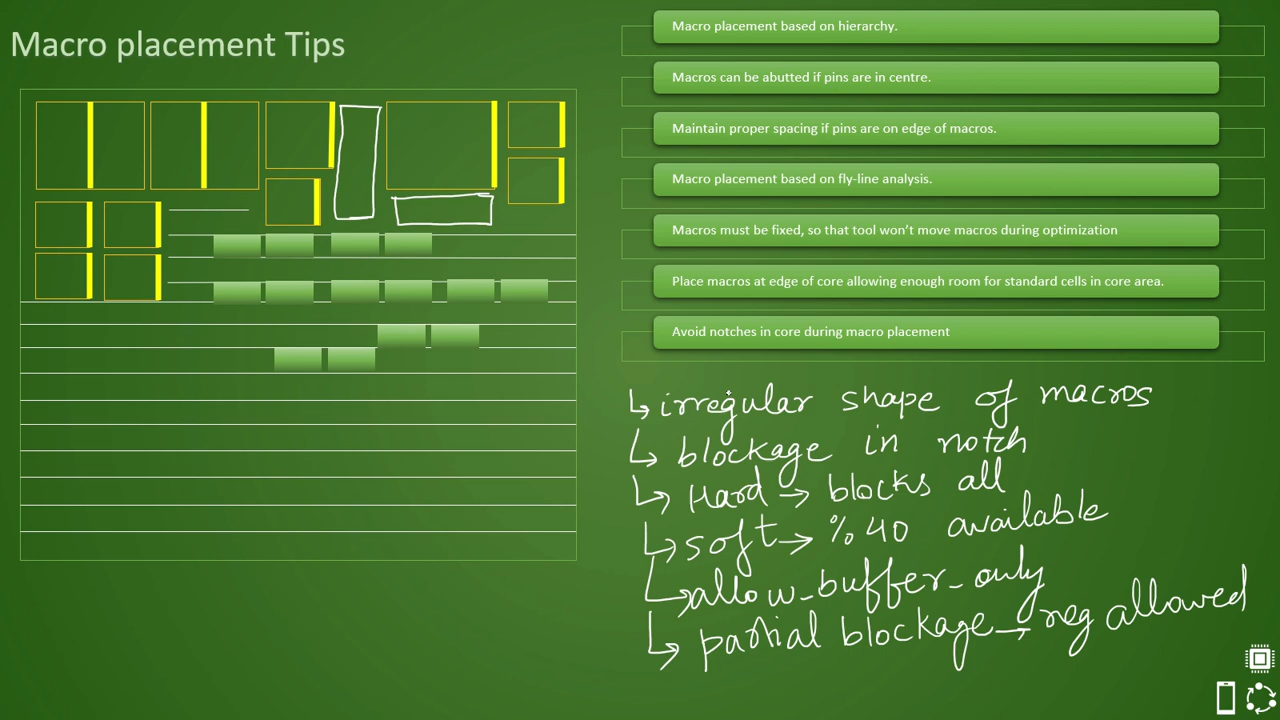 Macro placement Tips
Macro placement based on hierarchy.
Macros can be abutted if pins are in centre.
Maintain proper spacing if pins are on edge of macros.
Macro placement based on fly-line analysis.
Macros must be fixed, so that tool won’t move macros during optimization
Place macros at edge of core allowing enough room for standard cells in core area.
Avoid notches in core during macro placement
↳ irregular shape of macros
↳ blockage in notch
↳ Hard → blocks all
↳ soft → % 40 available
↳ allow_buffer_only
↳ partial blockage → reg allowed